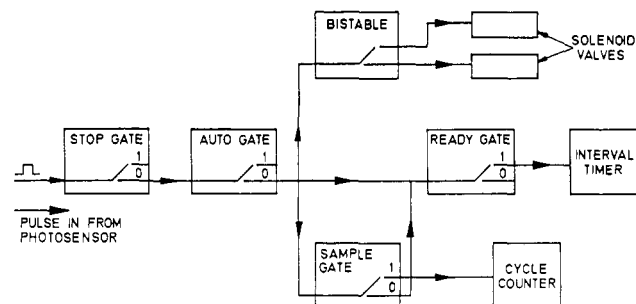 BISTABLE
SOLENOID
VALVES
STOP GATE
1
0
AUTO GATE
1
0
READY GATE
1
0
INTERVAL
TIMER
PULSE IN FROM
PHOTOSENSOR
SAMPLE
GATE
1
0
CYCLE
COUNTER